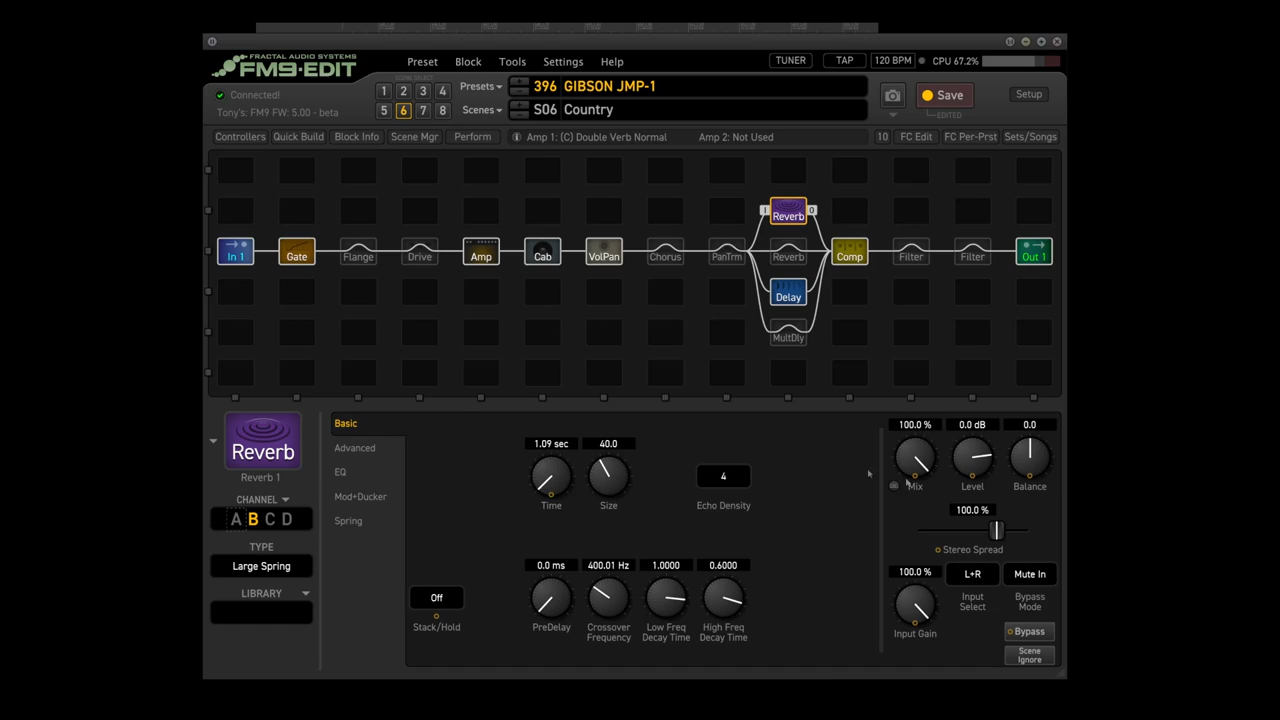 FRACTAL AUDIO SYSTEMS
FM9-EDIT
Preset Block Tools Settings Help
TUNER TAP 120 BPM CPU 67.2%
Connected!
Tony's: FM9 FW: 5.00 - beta
SCENE SELECT
1 2 3 4
5 6 7 8
Presets 396 GIBSON JMP-1
Scenes S06 Country
Save
EDITED
Setup
Controllers Quick Build Block Info Scene Mgr Perform Amp 1: (C) Double Verb Normal Amp 2: Not Used 10 FC Edit FC Per-Prst Sets/Songs
Reverb
In 1 Gate Flange Drive Amp Cab VolPan Chorus PanTrm Reverb Comp Filter Filter Out 1
Delay
MultDly
Reverb
Reverb 1
CHANNEL
A B C D
TYPE
Large Spring
LIBRARY
Basic
Advanced
EQ
Mod+Ducker
Spring
1.09 sec 40.0
4
Time Size Echo Density
0.0 ms 400.01 Hz 1.0000 0.6000
Off
Stack/Hold
PreDelay Crossover Frequency Low Freq Decay Time High Freq Decay Time
100.0 % 0.0 dB 0.0
Mix Level Balance
100.0 %
Stereo Spread
100.0 % L+R Mute In
Input Gain Input Select Bypass Mode
Bypass
Scene Ignore